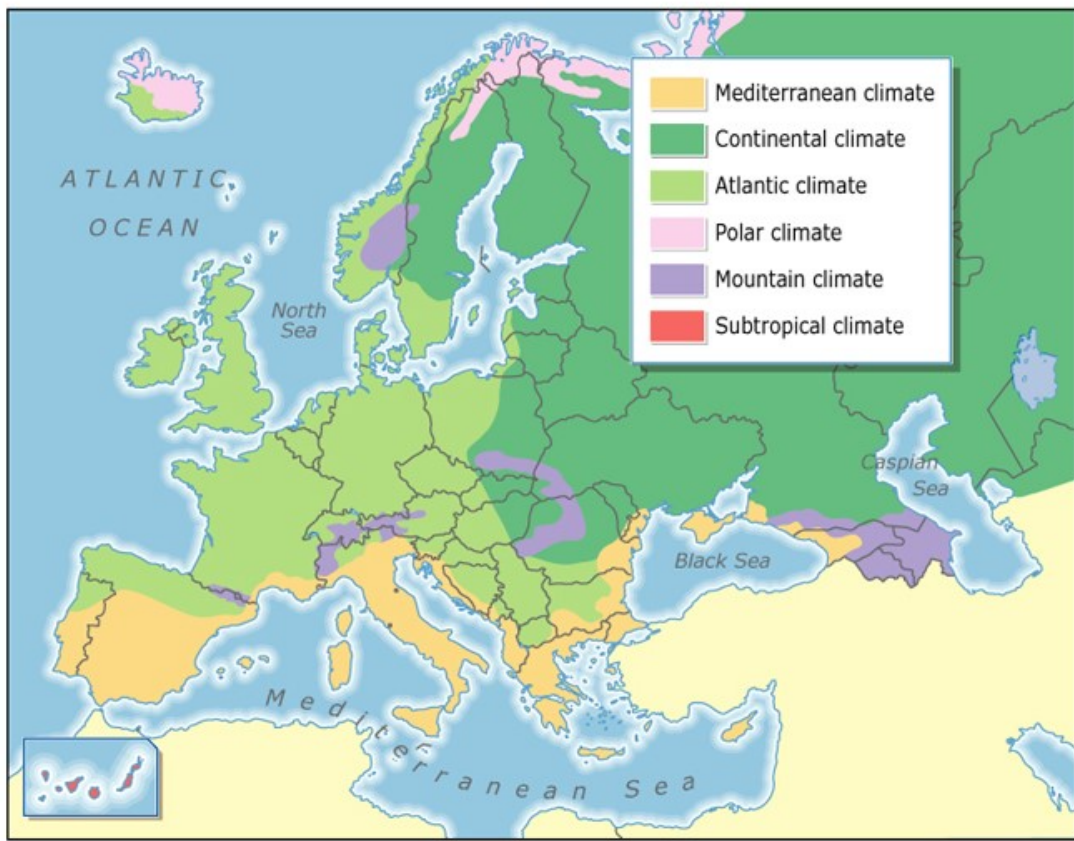 Mediterranean climate
Continental climate
Atlantic climate
Polar climate
Mountain climate
Subtropical climate
ATLANTIC
OCEAN
North
Sea
Caspian
Sea
Black Sea
Mediterranean Sea